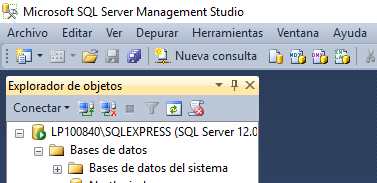 Microsoft SQL Server Management Studio
Archivo Editar Ver Depurar Herramientas Ventana Ayuda
Nueva consulta
Explorador de objetos
Conectar
LP100840\SQLEXPRESS (SQL Server 12.0
Bases de datos
Bases de datos del sistema